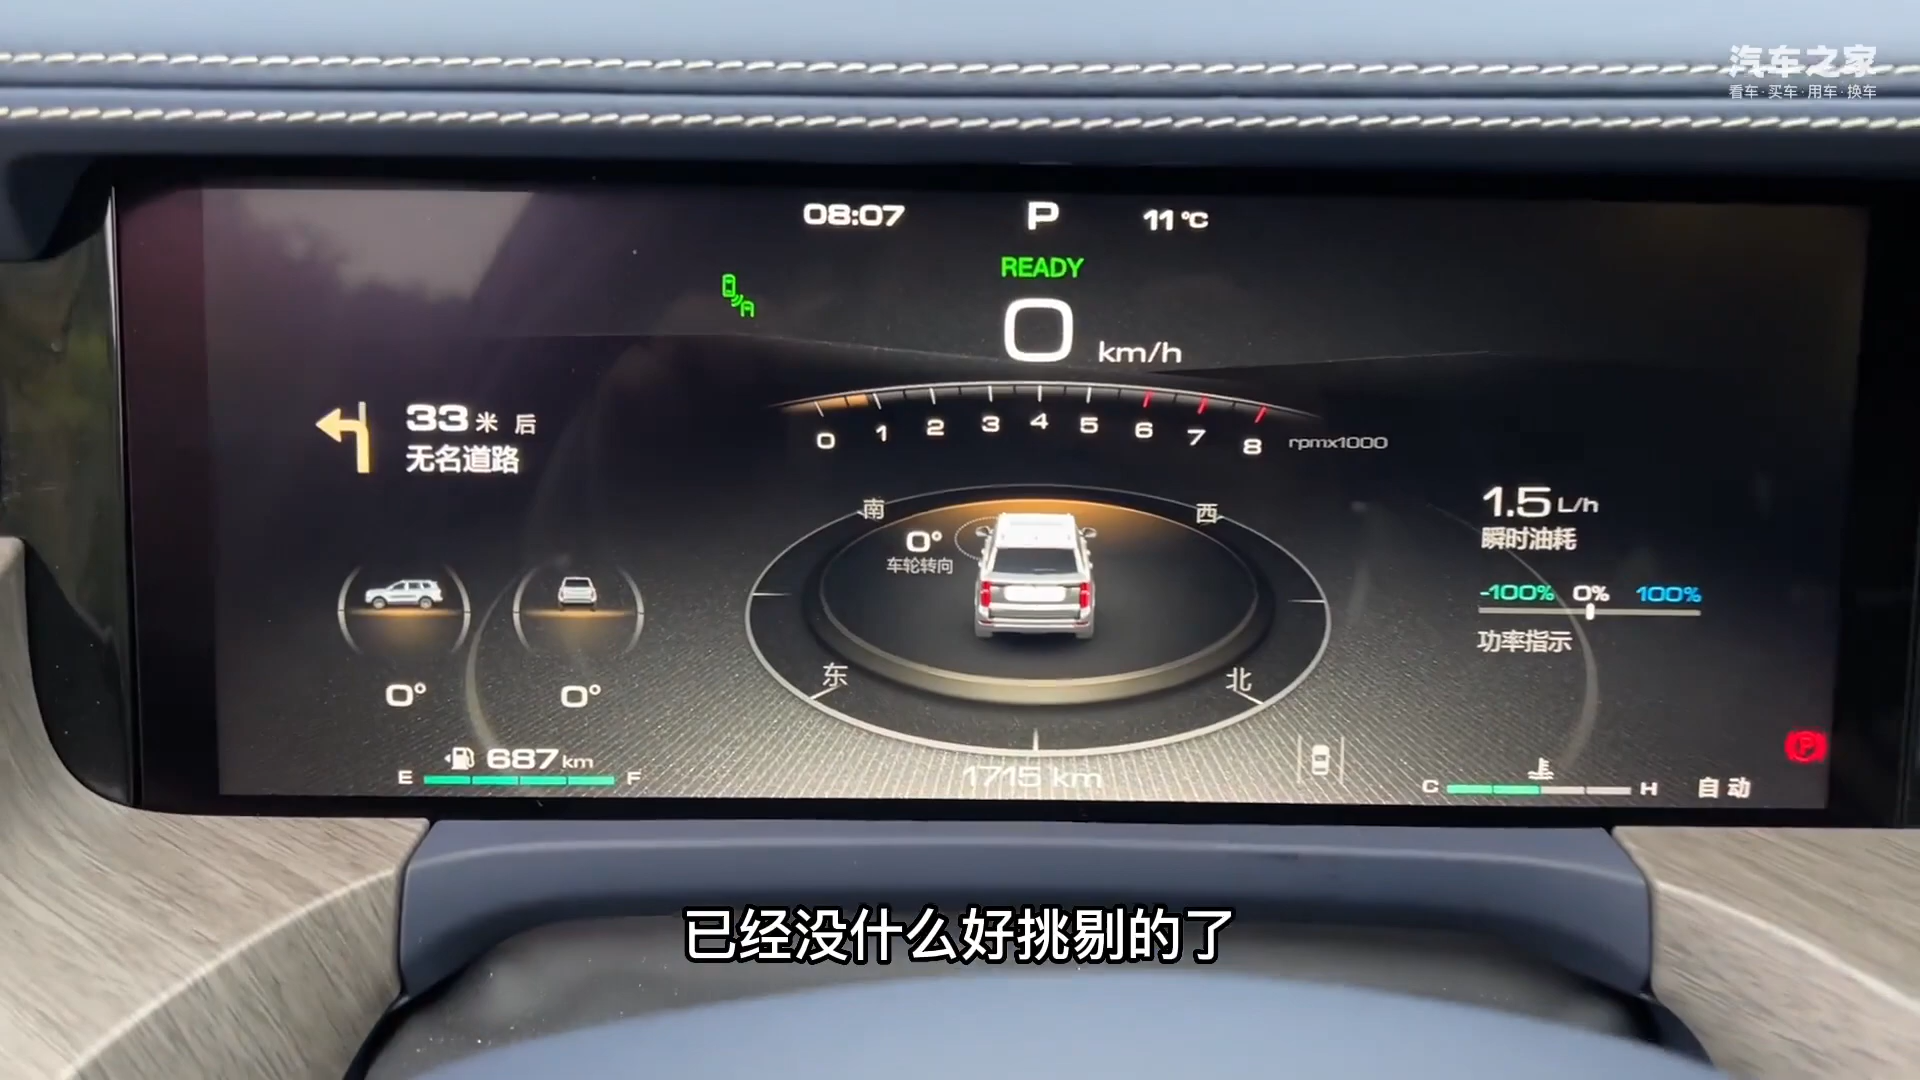 汽车之家
看车·买车·用车·换车
08:07
P
11℃
READY
0 km/h
33米 后
无名道路
0 1 2 3 4 5 6 7 8 rpmx1000
南
西
0°
车轮转向
1.5 L/h
瞬时油耗
-100% 0% 100%
功率指示
东
北
0°
0°
687 km
E
F
1715 km
C
H
自动
P
已经没什么好挑剔的了